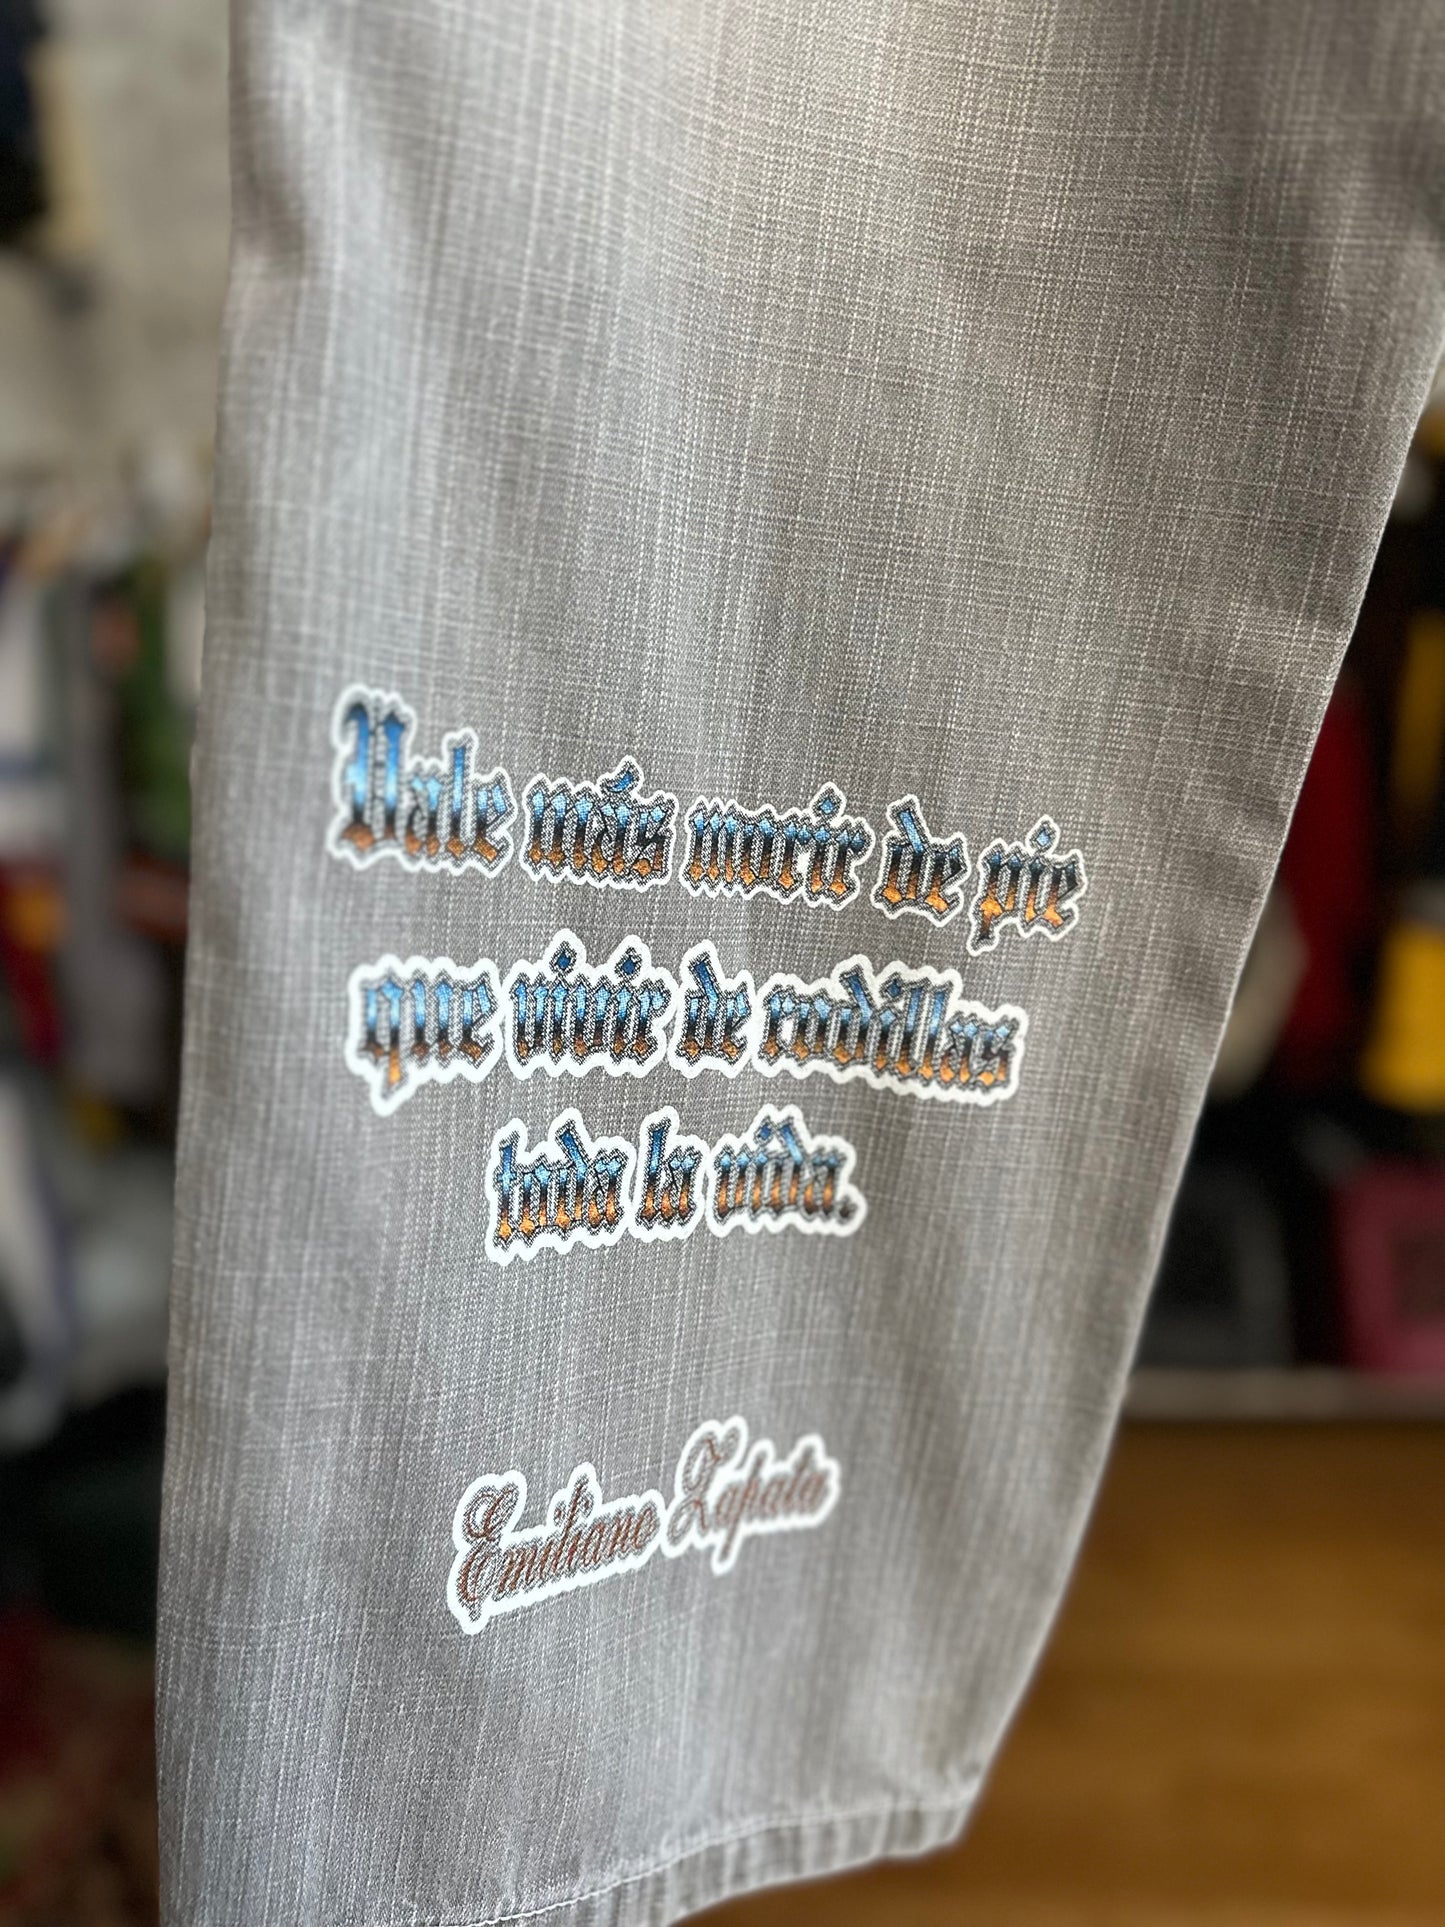 Vale más morir de pie
que vivir de rodillas
toda la vida.
Emiliano Zapata